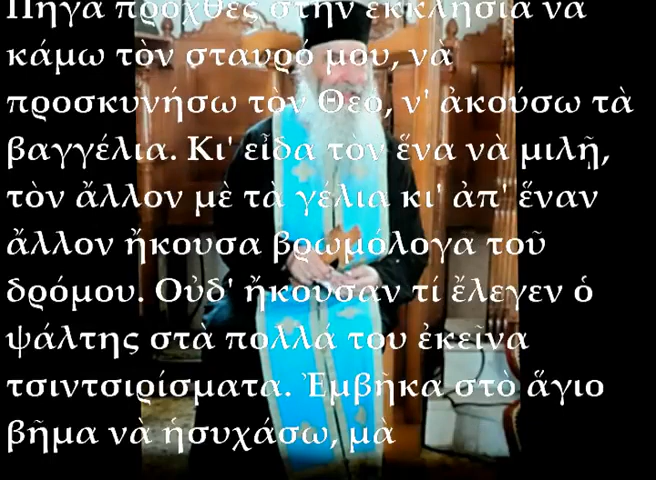 Πῆγα προχθὲς στὴν ἐκκλησία νὰ
κάμω τὸν σταυρό μου, νὰ
προσκυνήσω τὸν Θεό, ν' ἀκούσω τὰ
βαγγέλια. Κι' εἶδα τὸν ἕνα νὰ μιλῆ,
τὸν ἄλλον μὲ τὰ γέλια κι' ἀπ' ἕναν
ἄλλον ἤκουσα βρωμόλογα τοῦ
δρόμου. Οὐδ' ἤκουσαν τί ἔλεγεν ὁ
ψάλτης στὰ πολλά του ἐκεῖνα
τσιντσιρίσματα. Ἐμβῆκα στὸ ἅγιο
βῆμα νὰ ἡσυχάσω, μὰ